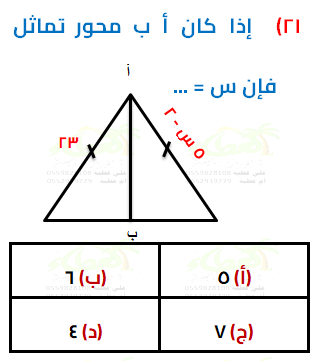 ٢١) إذا كان أ ب محور تماثل
فإن س = ...
أ
٢٣
٥ س - ٢
ب
(أ) ٥
(ب) ٦
(ج) ٧
(د) ٤